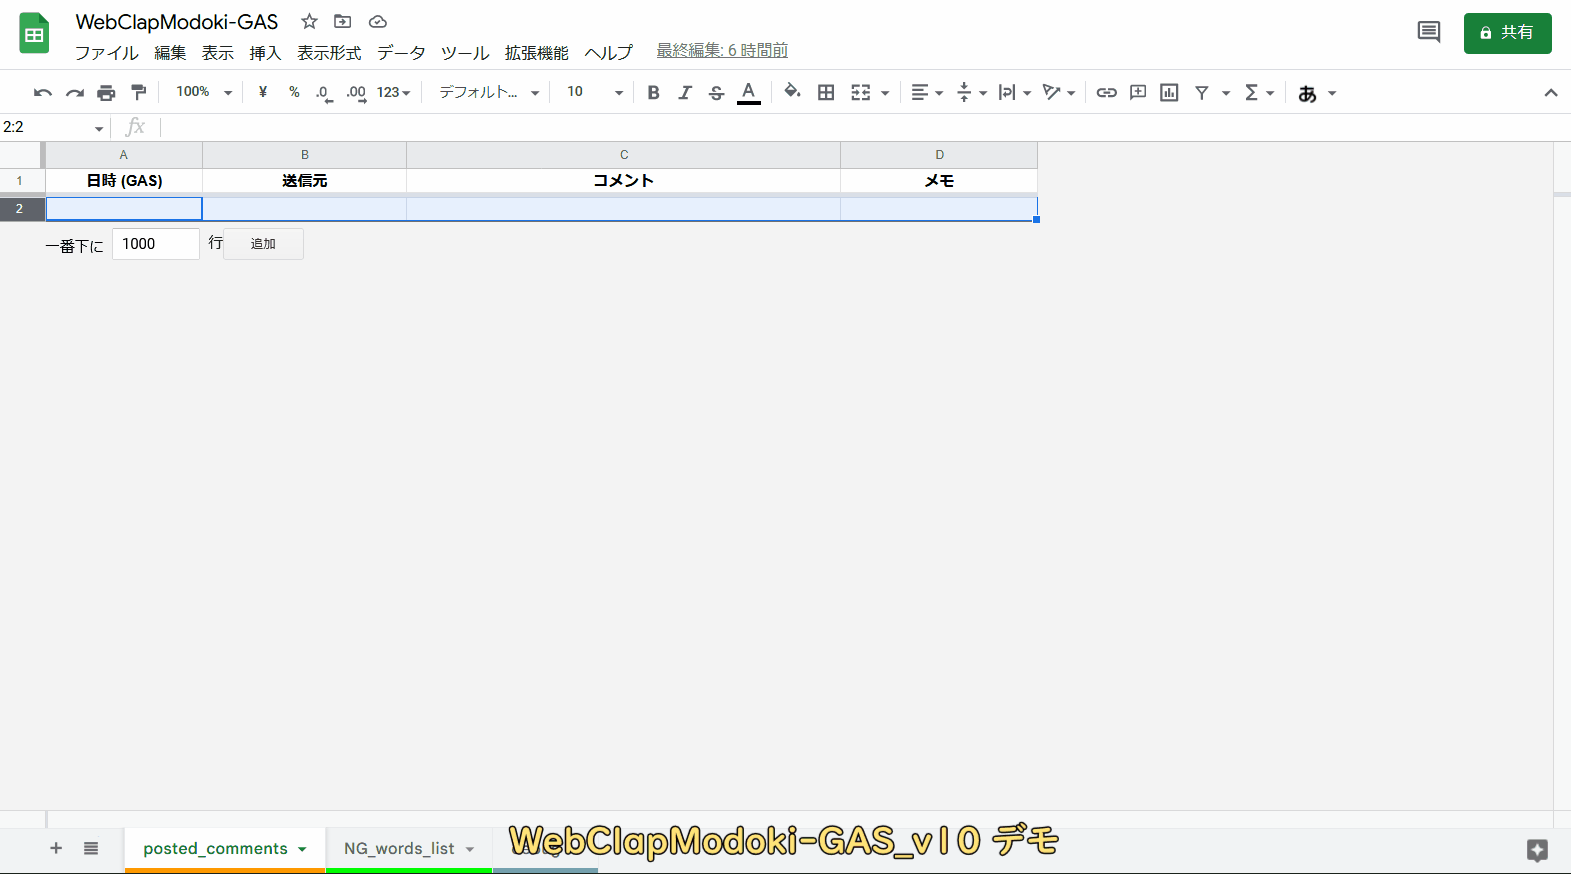 WebClapModoki-GAS
ファイル 編集 表示 挿入 表示形式 データ ツール 拡張機能 ヘルプ 最終編集: 6 時間前
共有
100% ¥ % .0 .00 123 デフォルト... 10 B I S A あ
2:2 fx
A B C D
1 日時 (GAS) 送信元 コメント メモ
2
一番下に 1000 行 追加
posted_comments NG_words_list
WebClapModoki-GAS_v10 デモ